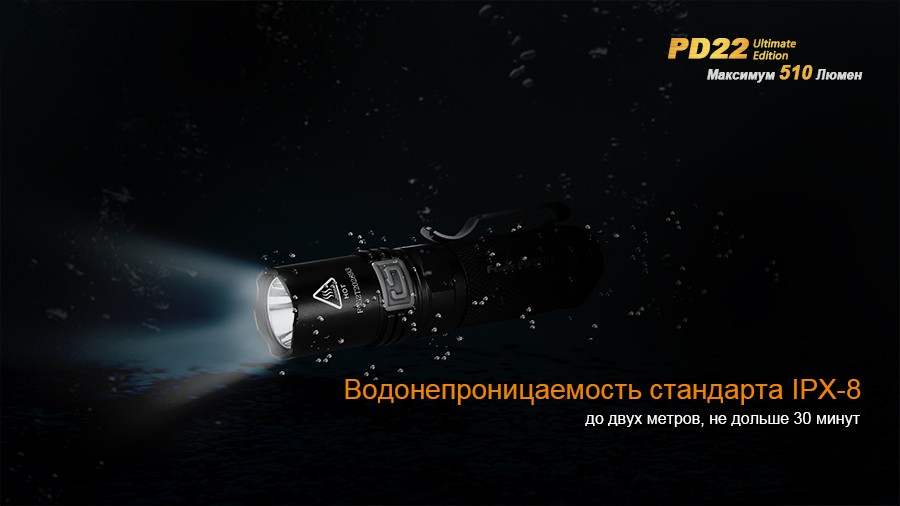 PD22 Ultimate Edition
Максимум 510 Люмен
HOT
Водонепроницаемость стандарта IPX-8
до двух метров, не дольше 30 минут